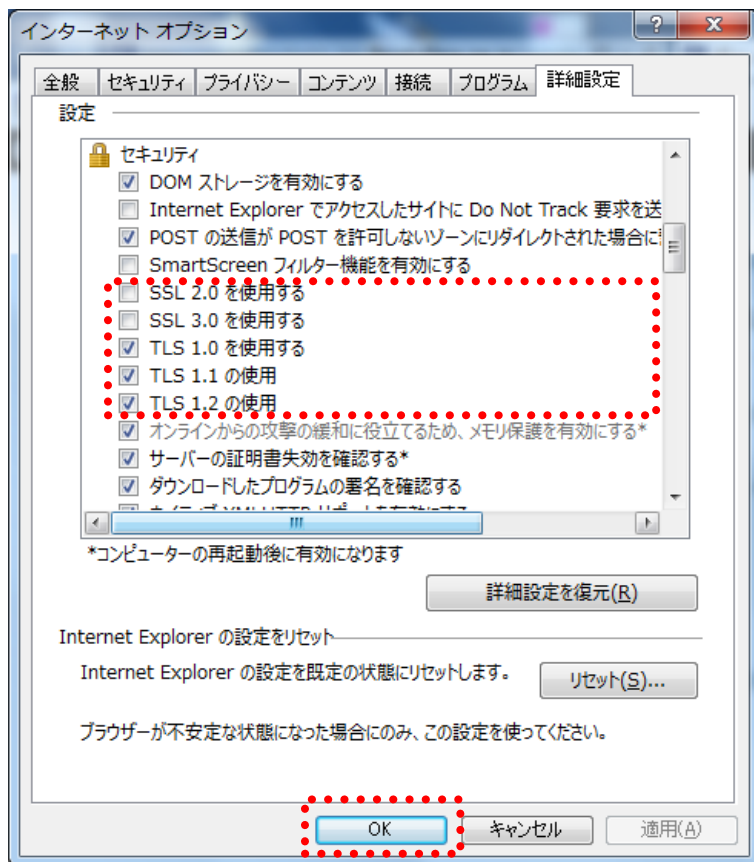 インターネット オプション
全般 セキュリティ プライバシー コンテンツ 接続 プログラム 詳細設定
設定
セキュリティ
DOM ストレージを有効にする
Internet Explorer でアクセスしたサイトに Do Not Track 要求を送
POST の送信が POST を許可しないゾーンにリダイレクトされた場合に
SmartScreen フィルター機能を有効にする
SSL 2.0 を使用する
SSL 3.0 を使用する
TLS 1.0 を使用する
TLS 1.1 の使用
TLS 1.2 の使用
オンラインからの攻撃の緩和に役立てるため、メモリ保護を有効にする*
サーバーの証明書失効を確認する*
ダウンロードしたプログラムの署名を確認する
*コンピューターの再起動後に有効になります
詳細設定を復元(R)
Internet Explorer の設定をリセット
Internet Explorer の設定を既定の状態にリセットします。
リセット(S)...
ブラウザーが不安定な状態になった場合にのみ、この設定を使ってください。
OK キャンセル 適用(A)